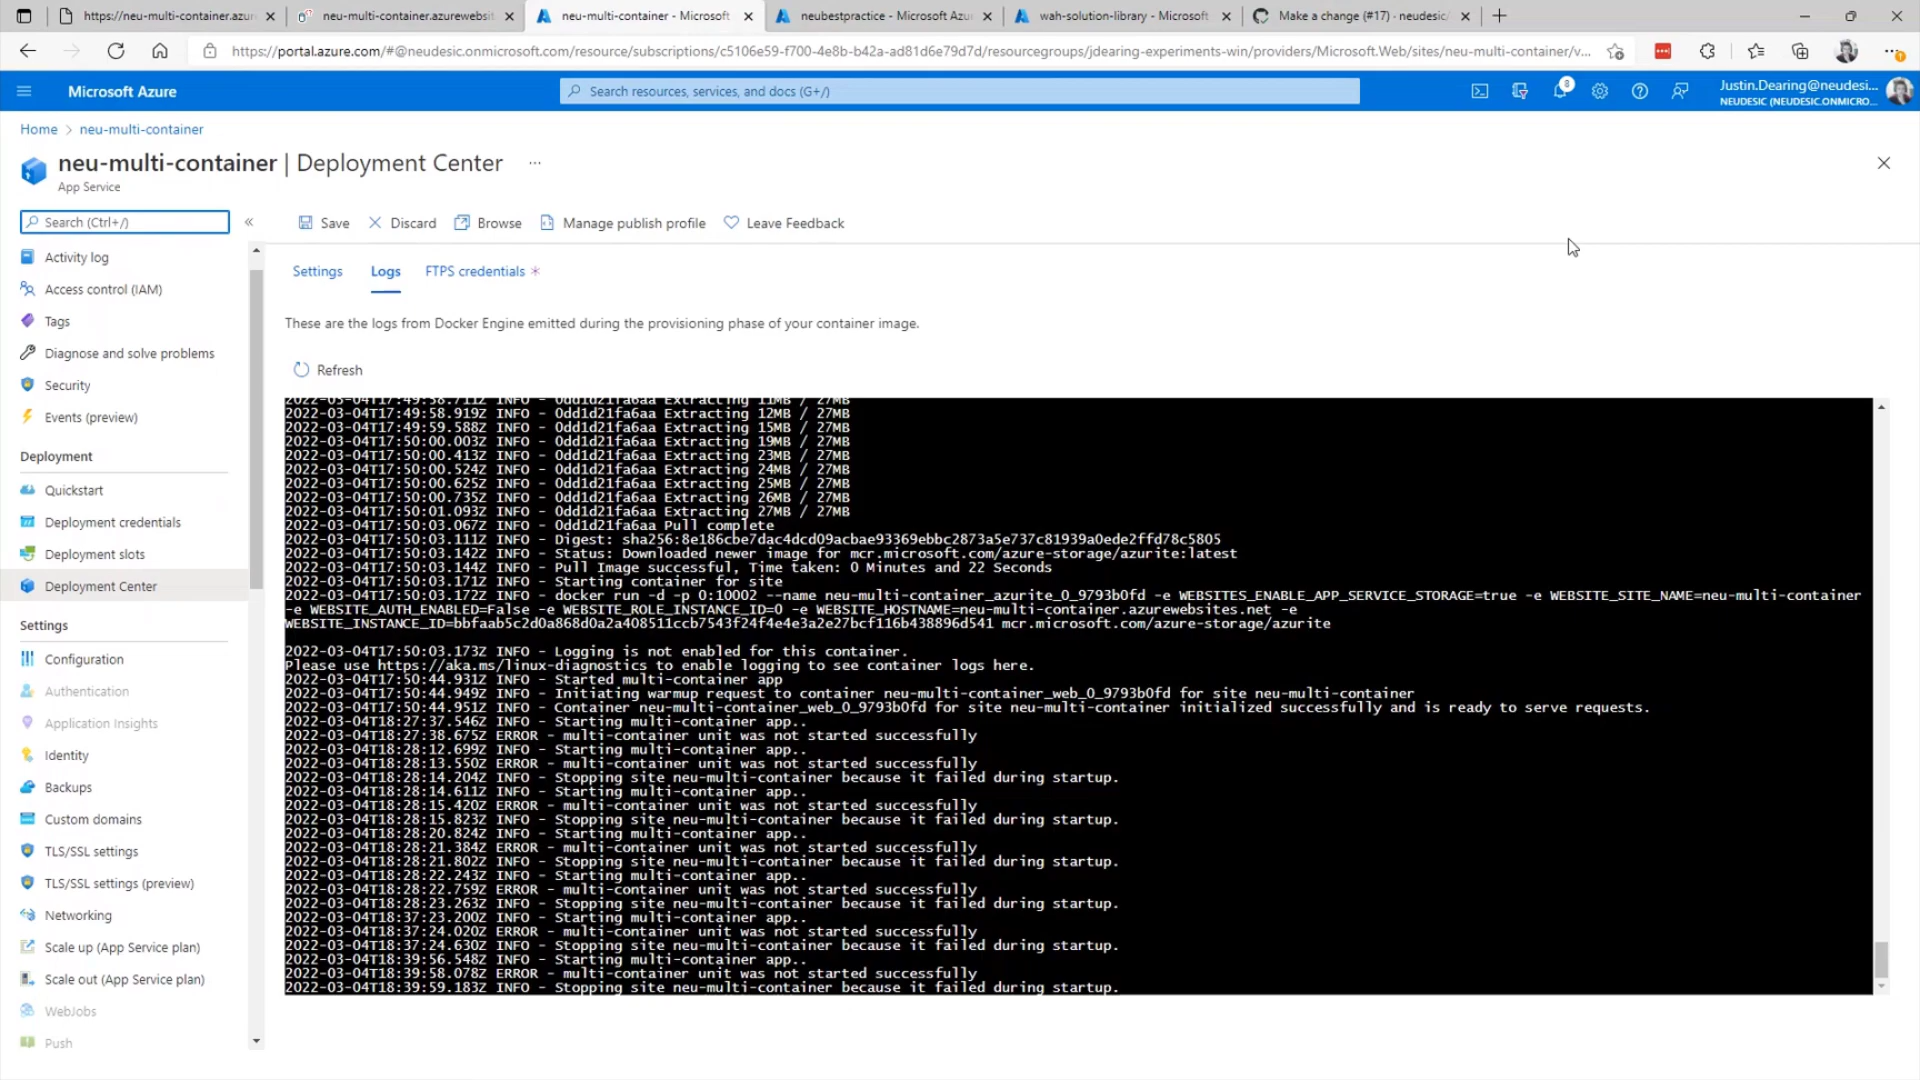 https://neu-multi-container.azur
neu-multi-container.azurewebsit
neu-multi-container - Microsoft
neubestpractice - Microsoft Azu
wah-solution-library - Microsoft
Make a change (#17) · neudesic/
https://portal.azure.com/#@neudesic.onmicrosoft.com/resource/subscriptions/c5106e59-f700-4e8b-b42a-ad81d6e79d7d/resourcegroups/jdearing-experiments-win/providers/Microsoft.Web/sites/neu-multi-container/v...
Microsoft Azure
Search resources, services, and docs (G+/)
8
Justin.Dearing@neudesi...
NEUDESIC (NEUDESIC.ONMICRO...
Home > neu-multi-container
neu-multi-container | Deployment Center ...
App Service
Search (Ctrl+/)
«
Save
Discard
Browse
Manage publish profile
Leave Feedback
Activity log
Access control (IAM)
Tags
Diagnose and solve problems
Security
Events (preview)
Deployment
Quickstart
Deployment credentials
Deployment slots
Deployment Center
Settings
Configuration
Authentication
Application Insights
Identity
Backups
Custom domains
TLS/SSL settings
TLS/SSL settings (preview)
Networking
Scale up (App Service plan)
Scale out (App Service plan)
WebJobs
Push
Settings
Logs
FTPS credentials *
These are the logs from Docker Engine emitted during the provisioning phase of your container image.
Refresh
2022-03-04T17:49:58.711Z INFO - 0dd1d21fa6aa Extracting 11MB / 27MB
2022-03-04T17:49:58.919Z INFO - 0dd1d21fa6aa Extracting 12MB / 27MB
2022-03-04T17:49:59.588Z INFO - 0dd1d21fa6aa Extracting 15MB / 27MB
2022-03-04T17:50:00.003Z INFO - 0dd1d21fa6aa Extracting 19MB / 27MB
2022-03-04T17:50:00.413Z INFO - 0dd1d21fa6aa Extracting 23MB / 27MB
2022-03-04T17:50:00.524Z INFO - 0dd1d21fa6aa Extracting 24MB / 27MB
2022-03-04T17:50:00.625Z INFO - 0dd1d21fa6aa Extracting 25MB / 27MB
2022-03-04T17:50:00.735Z INFO - 0dd1d21fa6aa Extracting 26MB / 27MB
2022-03-04T17:50:01.093Z INFO - 0dd1d21fa6aa Extracting 27MB / 27MB
2022-03-04T17:50:03.067Z INFO - 0dd1d21fa6aa Pull complete
2022-03-04T17:50:03.111Z INFO - Digest: sha256:8e186cbe7dac4dcd09acbae93369ebbc2873a5e737c81939a0ede2ffd78c5805
2022-03-04T17:50:03.142Z INFO - Status: Downloaded newer image for mcr.microsoft.com/azure-storage/azurite:latest
2022-03-04T17:50:03.144Z INFO - Pull Image successful, Time taken: 0 Minutes and 22 Seconds
2022-03-04T17:50:03.171Z INFO - Starting container for site
2022-03-04T17:50:03.172Z INFO - docker run -d -p 0:10002 --name neu-multi-container_azurite_0_9793b0fd -e WEBSITES_ENABLE_APP_SERVICE_STORAGE=true -e WEBSITE_SITE_NAME=neu-multi-container
-e WEBSITE_AUTH_ENABLED=False -e WEBSITE_ROLE_INSTANCE_ID=0 -e WEBSITE_HOSTNAME=neu-multi-container.azurewebsites.net -e
WEBSITE_INSTANCE_ID=bbfaab5c2d0a868d0a2a408511ccb7543f24f4e4e3a2e27bcf116b438896d541 mcr.microsoft.com/azure-storage/azurite
2022-03-04T17:50:03.173Z INFO - Logging is not enabled for this container.
Please use https://aka.ms/linux-diagnostics to enable logging to see container logs here.
2022-03-04T17:50:44.931Z INFO - Started multi-container app
2022-03-04T17:50:44.949Z INFO - Initiating warmup request to container neu-multi-container_web_0_9793b0fd for site neu-multi-container
2022-03-04T17:50:44.951Z INFO - Container neu-multi-container_web_0_9793b0fd for site neu-multi-container initialized successfully and is ready to serve requests.
2022-03-04T18:27:37.546Z INFO - Starting multi-container app..
2022-03-04T18:27:38.675Z ERROR - multi-container unit was not started successfully
2022-03-04T18:28:12.699Z INFO - Starting multi-container app..
2022-03-04T18:28:13.550Z ERROR - multi-container unit was not started successfully
2022-03-04T18:28:14.204Z INFO - Stopping site neu-multi-container because it failed during startup.
2022-03-04T18:28:14.611Z INFO - Starting multi-container app..
2022-03-04T18:28:15.420Z ERROR - multi-container unit was not started successfully
2022-03-04T18:28:15.823Z INFO - Stopping site neu-multi-container because it failed during startup.
2022-03-04T18:28:20.824Z INFO - Starting multi-container app..
2022-03-04T18:28:21.384Z ERROR - multi-container unit was not started successfully
2022-03-04T18:28:21.802Z INFO - Stopping site neu-multi-container because it failed during startup.
2022-03-04T18:28:22.243Z INFO - Starting multi-container app..
2022-03-04T18:28:22.759Z ERROR - multi-container unit was not started successfully
2022-03-04T18:28:23.263Z INFO - Stopping site neu-multi-container because it failed during startup.
2022-03-04T18:37:23.200Z INFO - Starting multi-container app..
2022-03-04T18:37:24.020Z ERROR - multi-container unit was not started successfully
2022-03-04T18:37:24.630Z INFO - Stopping site neu-multi-container because it failed during startup.
2022-03-04T18:39:56.548Z INFO - Starting multi-container app..
2022-03-04T18:39:58.078Z ERROR - multi-container unit was not started successfully
2022-03-04T18:39:59.183Z INFO - Stopping site neu-multi-container because it failed during startup.